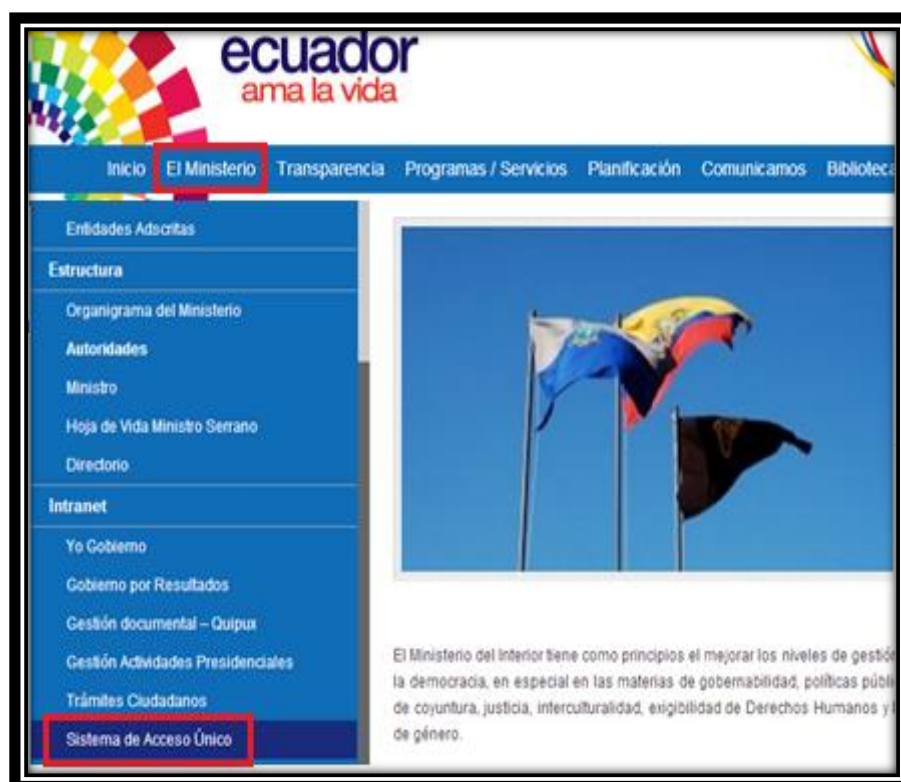 ecuador
ama la vida
Inicio El Ministerio Transparencia Programas / Servicios Planificación Comunicamos Biblioteca
Entidades Adscritas
Estructura
Organigrama del Ministerio
Autoridades
Ministro
Hoja de Vida Ministro Serrano
Directorio
Intranet
Yo Gobierno
Gobierno por Resultados
Gestión documental – Quipux
Gestión Actividades Presidenciales
Trámites Ciudadanos
Sistema de Acceso Único
El Ministerio del Interior tiene como principios el mejorar los niveles de gestión
la democracia, en especial en las materias de gobernabilidad, políticas públi
de coyuntura, justicia, interculturalidad, exigibilidad de Derechos Humanos y
de género.